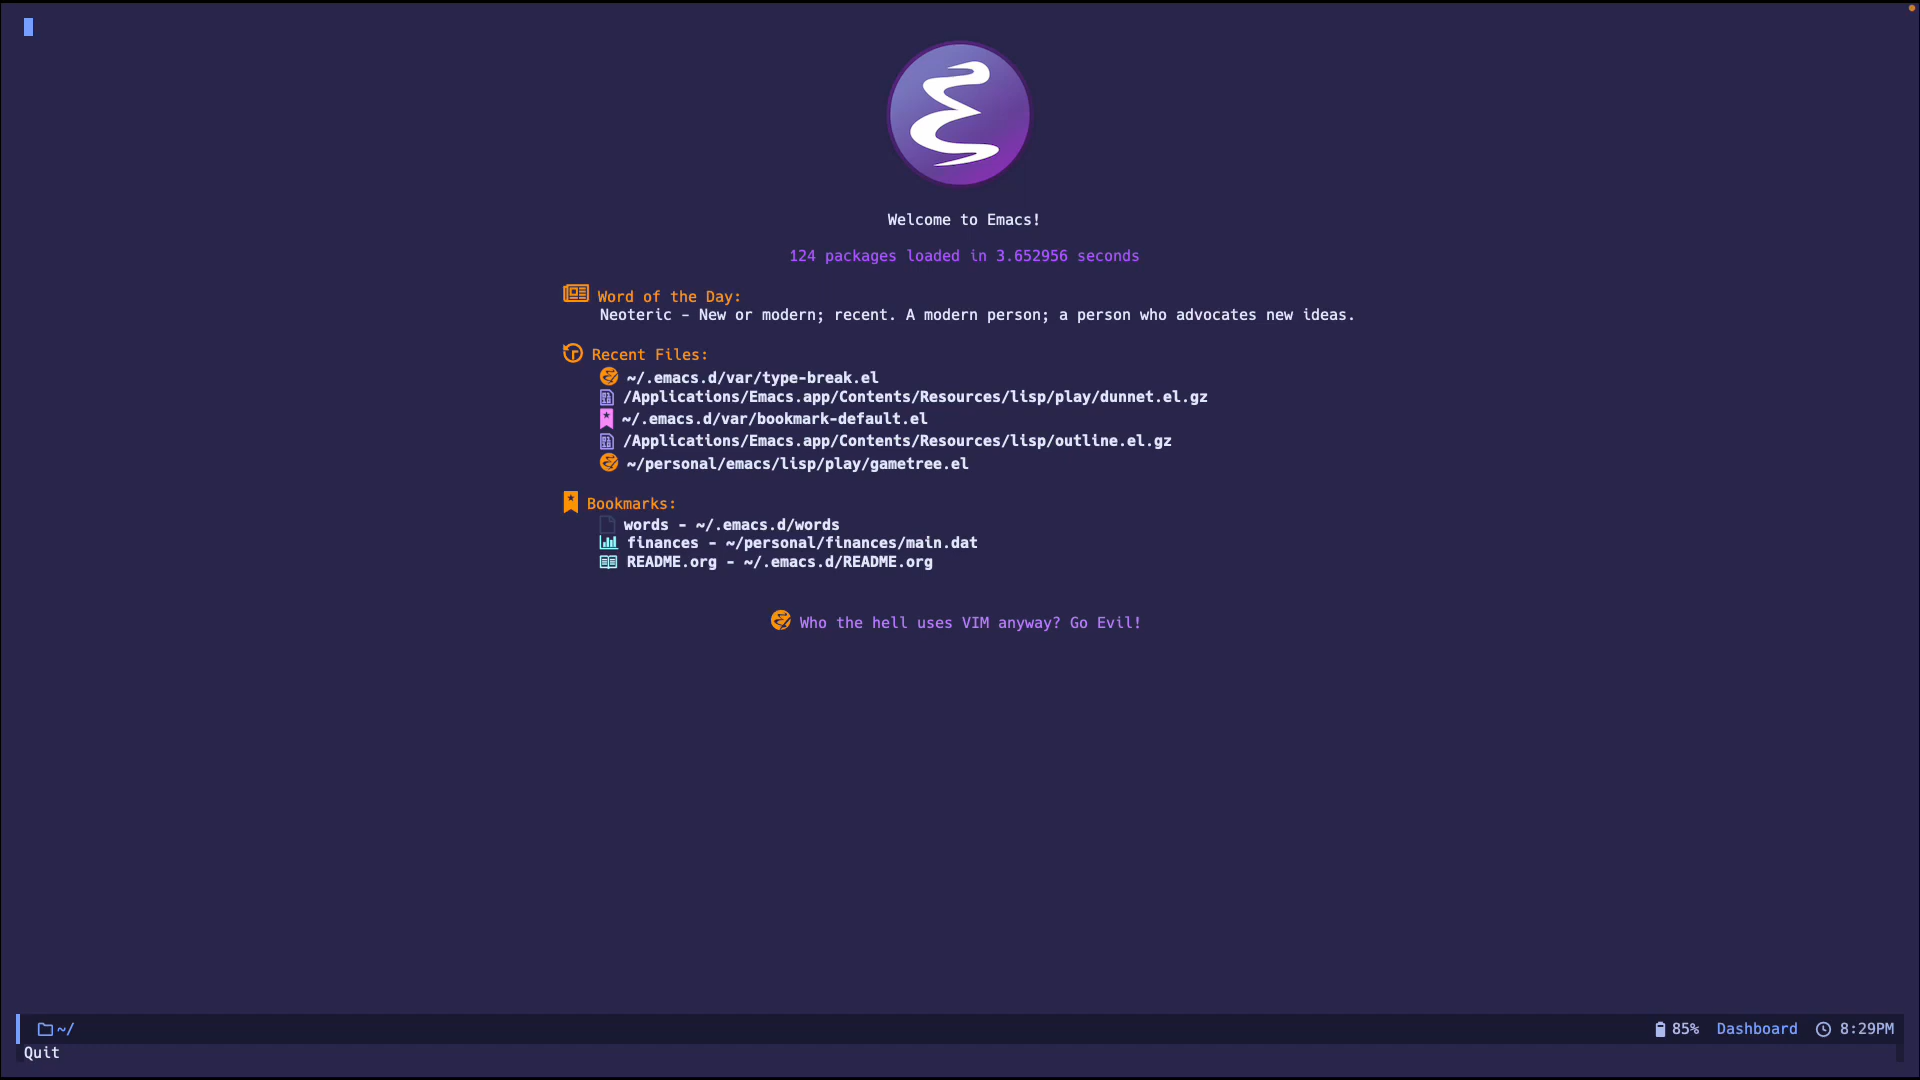 Welcome to Emacs!
124 packages loaded in 3.652956 seconds
Word of the Day:
Neoteric - New or modern; recent. A modern person; a person who advocates new ideas.
Recent Files:
~/.emacs.d/var/type-break.el
/Applications/Emacs.app/Contents/Resources/lisp/play/dunnet.el.gz
~/.emacs.d/var/bookmark-default.el
/Applications/Emacs.app/Contents/Resources/lisp/outline.el.gz
~/personal/emacs/lisp/play/gametree.el
Bookmarks:
words - ~/.emacs.d/words
finances - ~/personal/finances/main.dat
README.org - ~/.emacs.d/README.org
Who the hell uses VIM anyway? Go Evil!
~/ 85% Dashboard 8:29PM
Quit